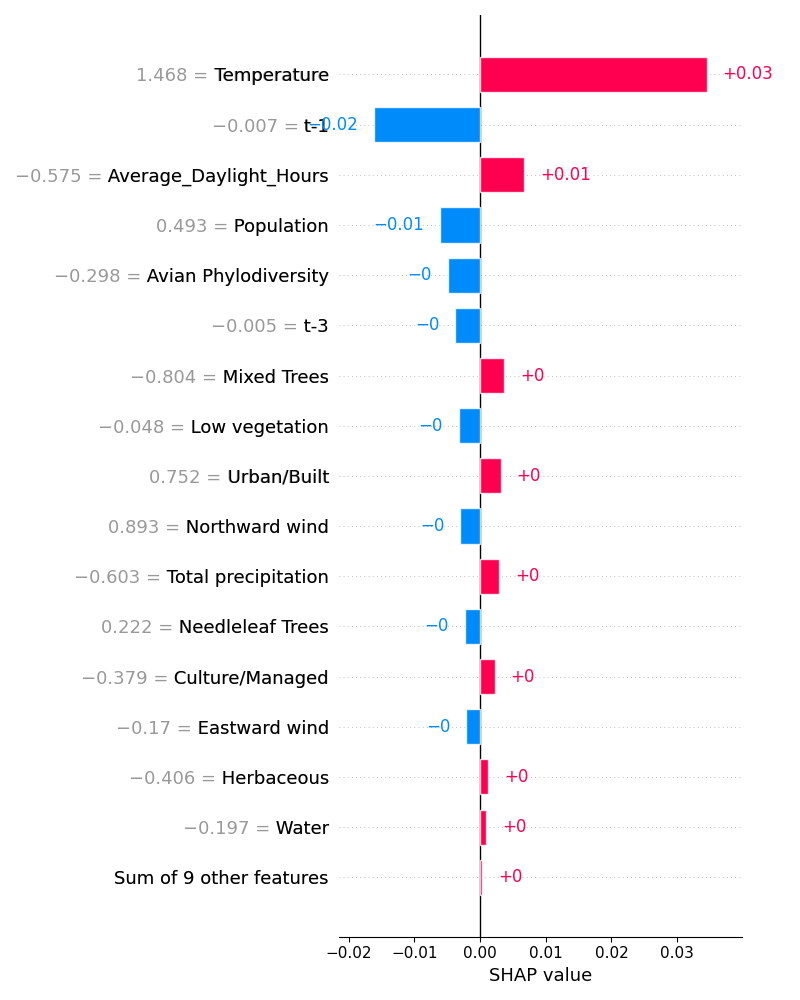 1.468 = Temperature +0.03
−0.007 = t-1 −0.02
−0.575 = Average_Daylight_Hours +0.01
0.493 = Population −0.01
−0.298 = Avian Phylodiversity −0
−0.005 = t-3 −0
−0.804 = Mixed Trees +0
−0.048 = Low vegetation −0
0.752 = Urban/Built +0
0.893 = Northward wind −0
−0.603 = Total precipitation +0
0.222 = Needleleaf Trees −0
−0.379 = Culture/Managed +0
−0.17 = Eastward wind −0
−0.406 = Herbaceous +0
−0.197 = Water +0
Sum of 9 other features +0
−0.02 −0.01 0.00 0.01 0.02 0.03
SHAP value